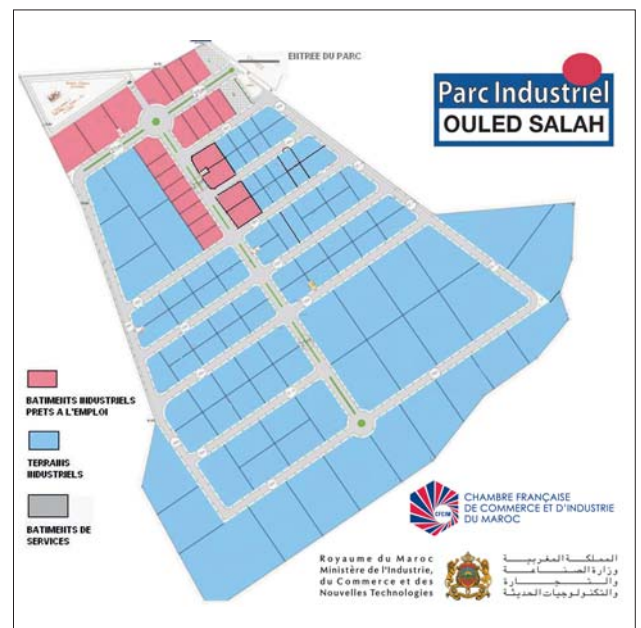 ENTREE DU PARC
Parc Industriel
OULED SALAH
BATIMENTS INDUSTRIELS
PRETS A L'EMPLOI
TERRAINS
INDUSTRIELS
BATIMENTS DE
SERVICES
CFCIM
CHAMBRE FRANÇAISE
DE COMMERCE ET D'INDUSTRIE
DU MAROC
Royaume du Maroc
Ministère de l'Industrie,
du Commerce et des
Nouvelles Technologies
المملكة المغربية
وزارة الصناعة
والتجارة
والتكنولوجيات الحديثة